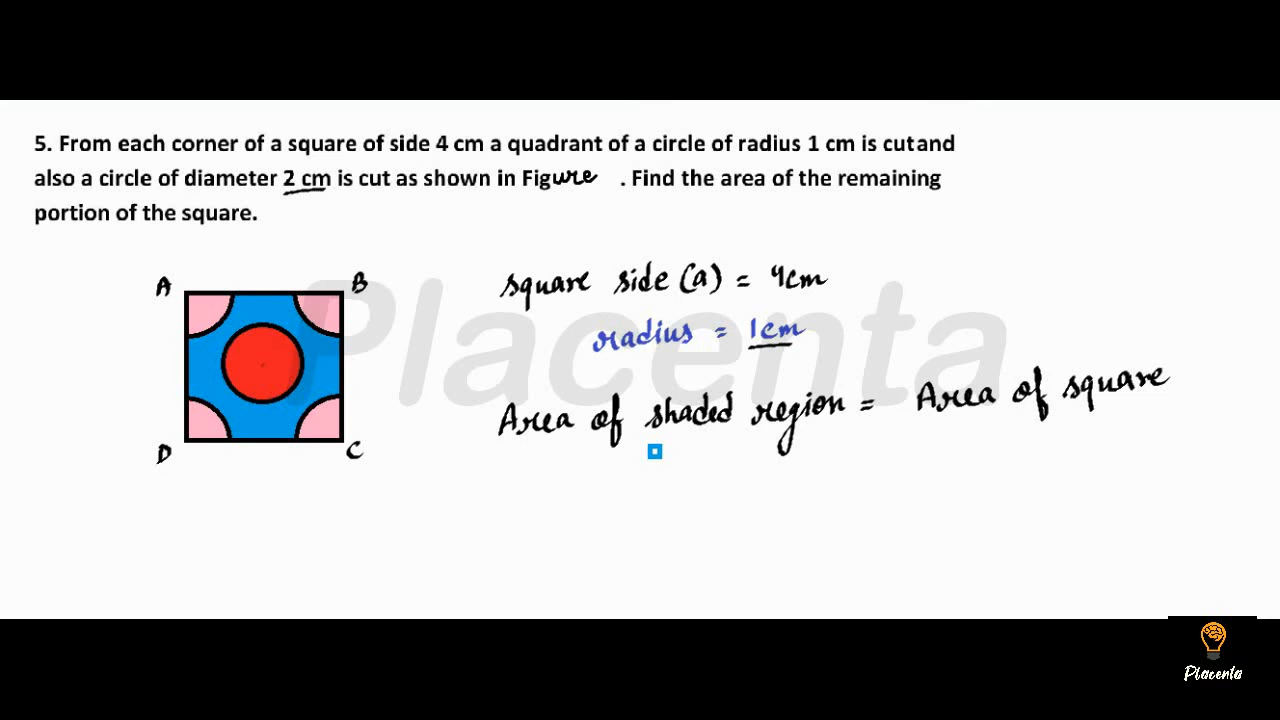 5. From each corner of a square of side 4 cm a quadrant of a circle of radius 1 cm is cut and
also a circle of diameter 2 cm is cut as shown in Figure . Find the area of the remaining
portion of the square.
A B
square side (a) = 4cm
radius = 1cm
Area of shaded region = Area of square
D C
Placenta
Placenta